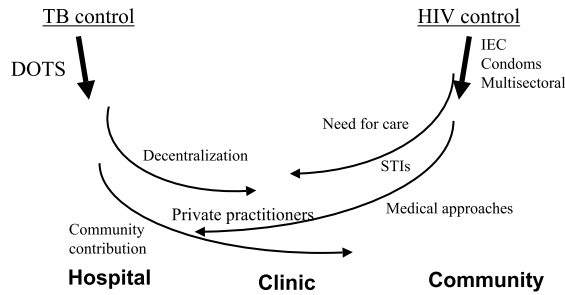 TB control
HIV control
DOTS
IEC
Condoms
Multisectoral
Need for care
Decentralization
STIs
Private practitioners
Medical approaches
Community
contribution
Hospital
Clinic
Community